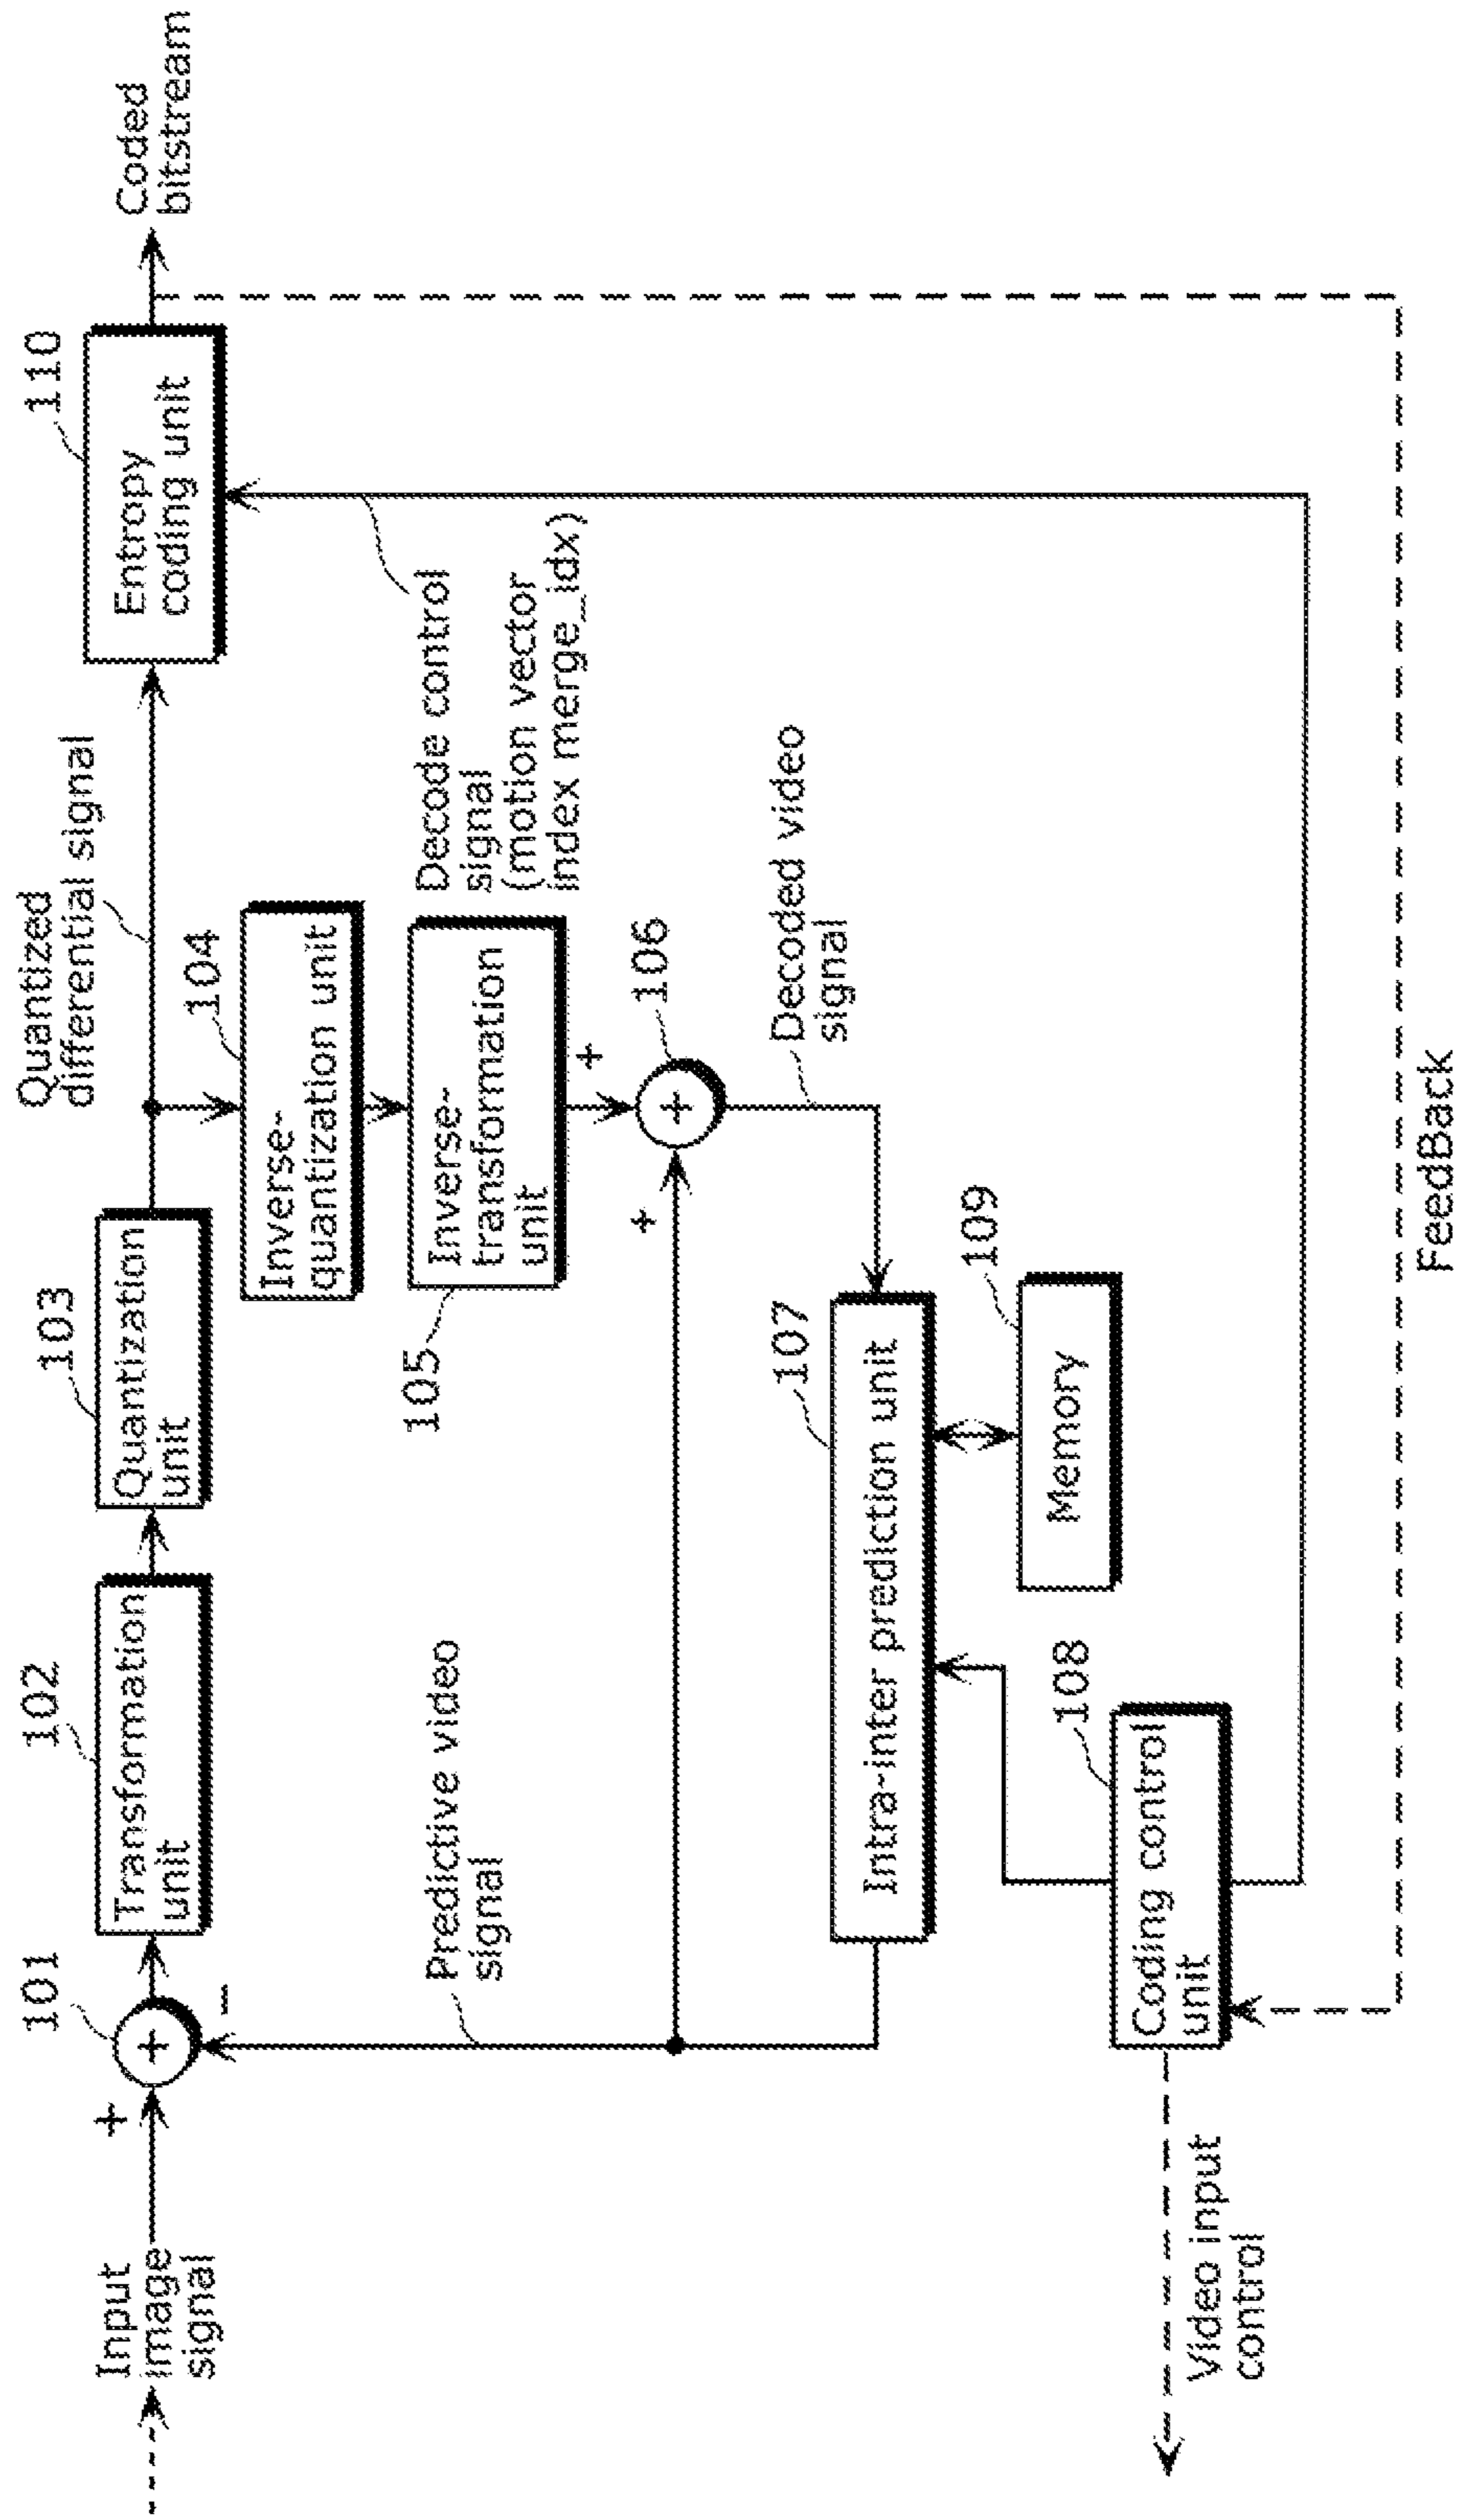 Input
image
signal
+
101
+
-
102
Transformation
unit
103
Quantization
unit
Quantized
differential signal
110
Entropy
coding unit
Coded
bitstream
104
Inverse-
quantization unit
105
Inverse-
transformation
unit
Decode control
signal
(motion vector
index merge_idx)
+
+
+
106
Predictive video
signal
Decoded video
signal
107
Intra-inter prediction unit
109
Memory
108
Coding control
unit
Video input
control
FeedBack